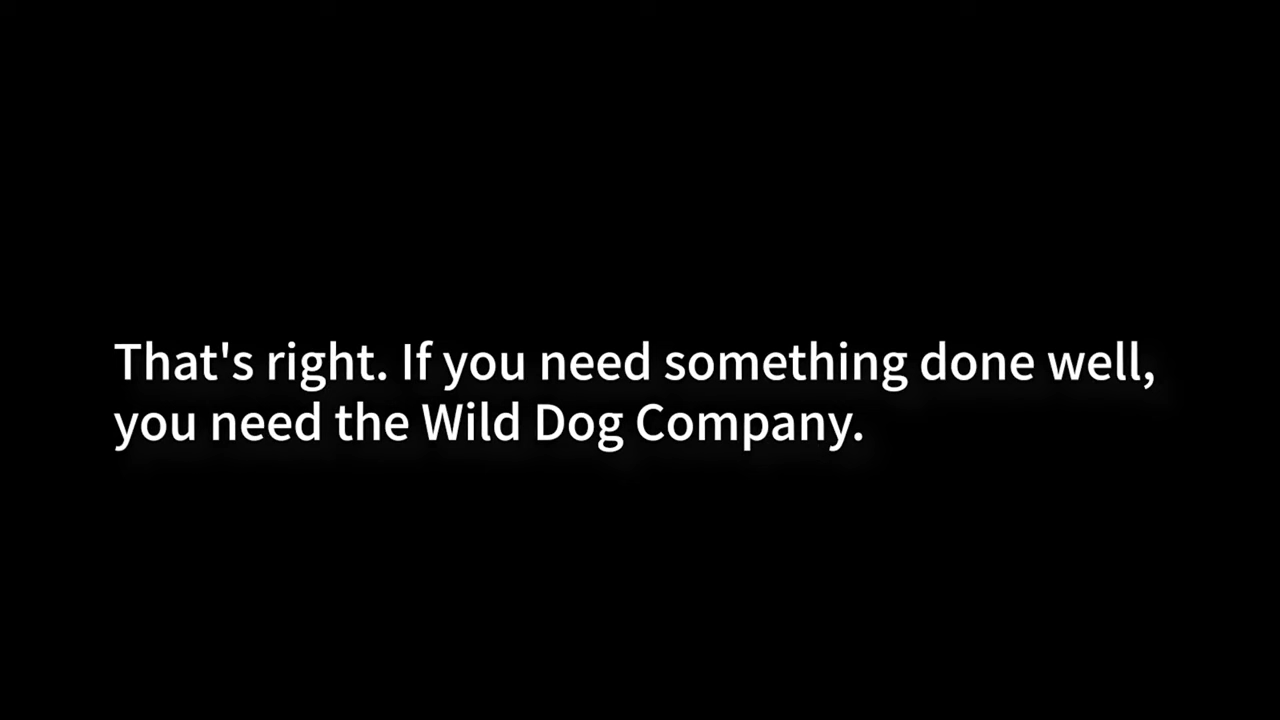 That's right. If you need something done well,
you need the Wild Dog Company.